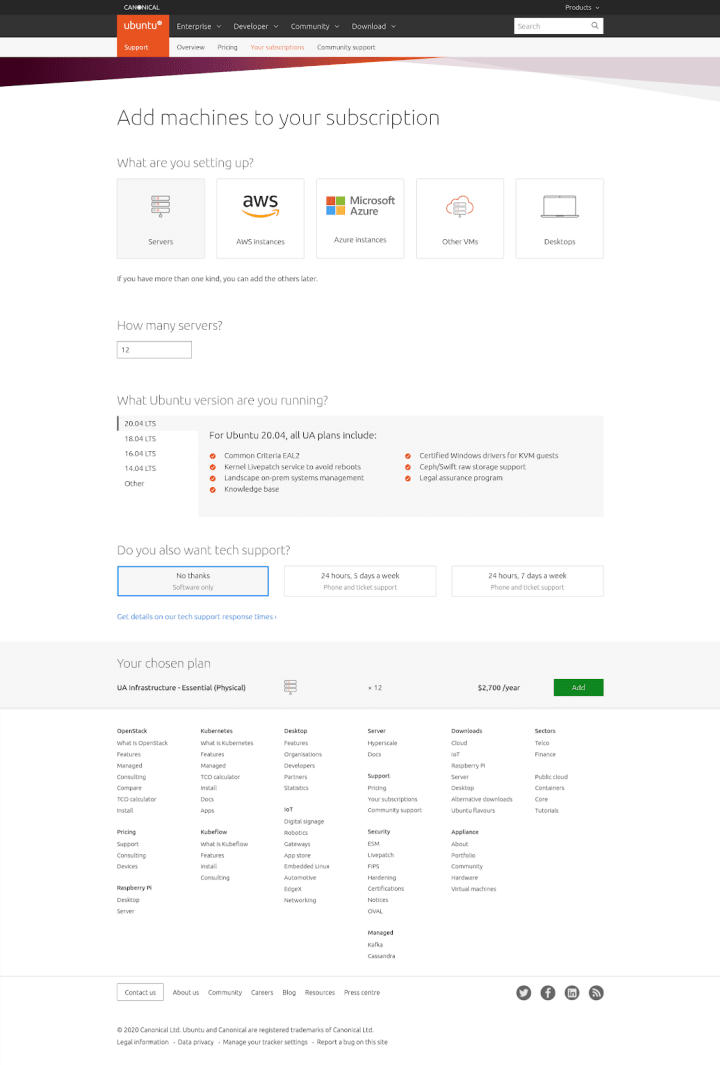 CANONICAL
Products
ubuntu Enterprise Developer Community Download Search
Support Overview Pricing Your subscriptions Community support
Add machines to your subscription
What are you setting up?
Servers
aws
AWS instances
Microsoft
Azure
Azure instances
Other VMs
Desktops
If you have more than one kind, you can add the others later.
How many servers?
12
What Ubuntu version are you running?
20.04 LTS
18.04 LTS
16.04 LTS
14.04 LTS
Other
For Ubuntu 20.04, all UA plans include:
Common Criteria EAL2
Kernel Livepatch service to avoid reboots
Landscape on-prem systems management
Knowledge base
Certified Windows drivers for KVM guests
Ceph/Swift raw storage support
Legal assurance program
Do you also want tech support?
No thanks
Software only
24 hours, 5 days a week
Phone and ticket support
24 hours, 7 days a week
Phone and ticket support
Get details on our tech support response times ›
Your chosen plan
UA Infrastructure - Essential (Physical) × 12 $2,700 /year Add
OpenStack
What is OpenStack
Features
Managed
Consulting
Compare
TCO calculator
Install
Pricing
Support
Consulting
Devices
Raspberry Pi
Desktop
Server
Kubernetes
What is Kubernetes
Features
Managed
TCO calculator
Install
Docs
Apps
Kubeflow
What is Kubeflow
Features
Install
Consulting
Desktop
Features
Organisations
Developers
Partners
Statistics
IoT
Digital signage
Robotics
Gateways
App store
Embedded Linux
Automotive
EdgeX
Networking
Server
Hyperscale
Docs
Support
Pricing
Your subscriptions
Community support
Security
ESM
Livepatch
FIPS
Hardening
Certifications
Notices
OVAL
Managed
Kafka
Cassandra
Downloads
Cloud
IoT
Raspberry Pi
Server
Desktop
Alternative downloads
Ubuntu flavours
Appliance
About
Portfolio
Community
Hardware
Virtual machines
Sectors
Telco
Finance
Public cloud
Containers
Core
Tutorials
Contact us About us Community Careers Blog Resources Press centre
© 2020 Canonical Ltd. Ubuntu and Canonical are registered trademarks of Canonical Ltd.
Legal information • Data privacy • Manage your tracker settings • Report a bug on this site